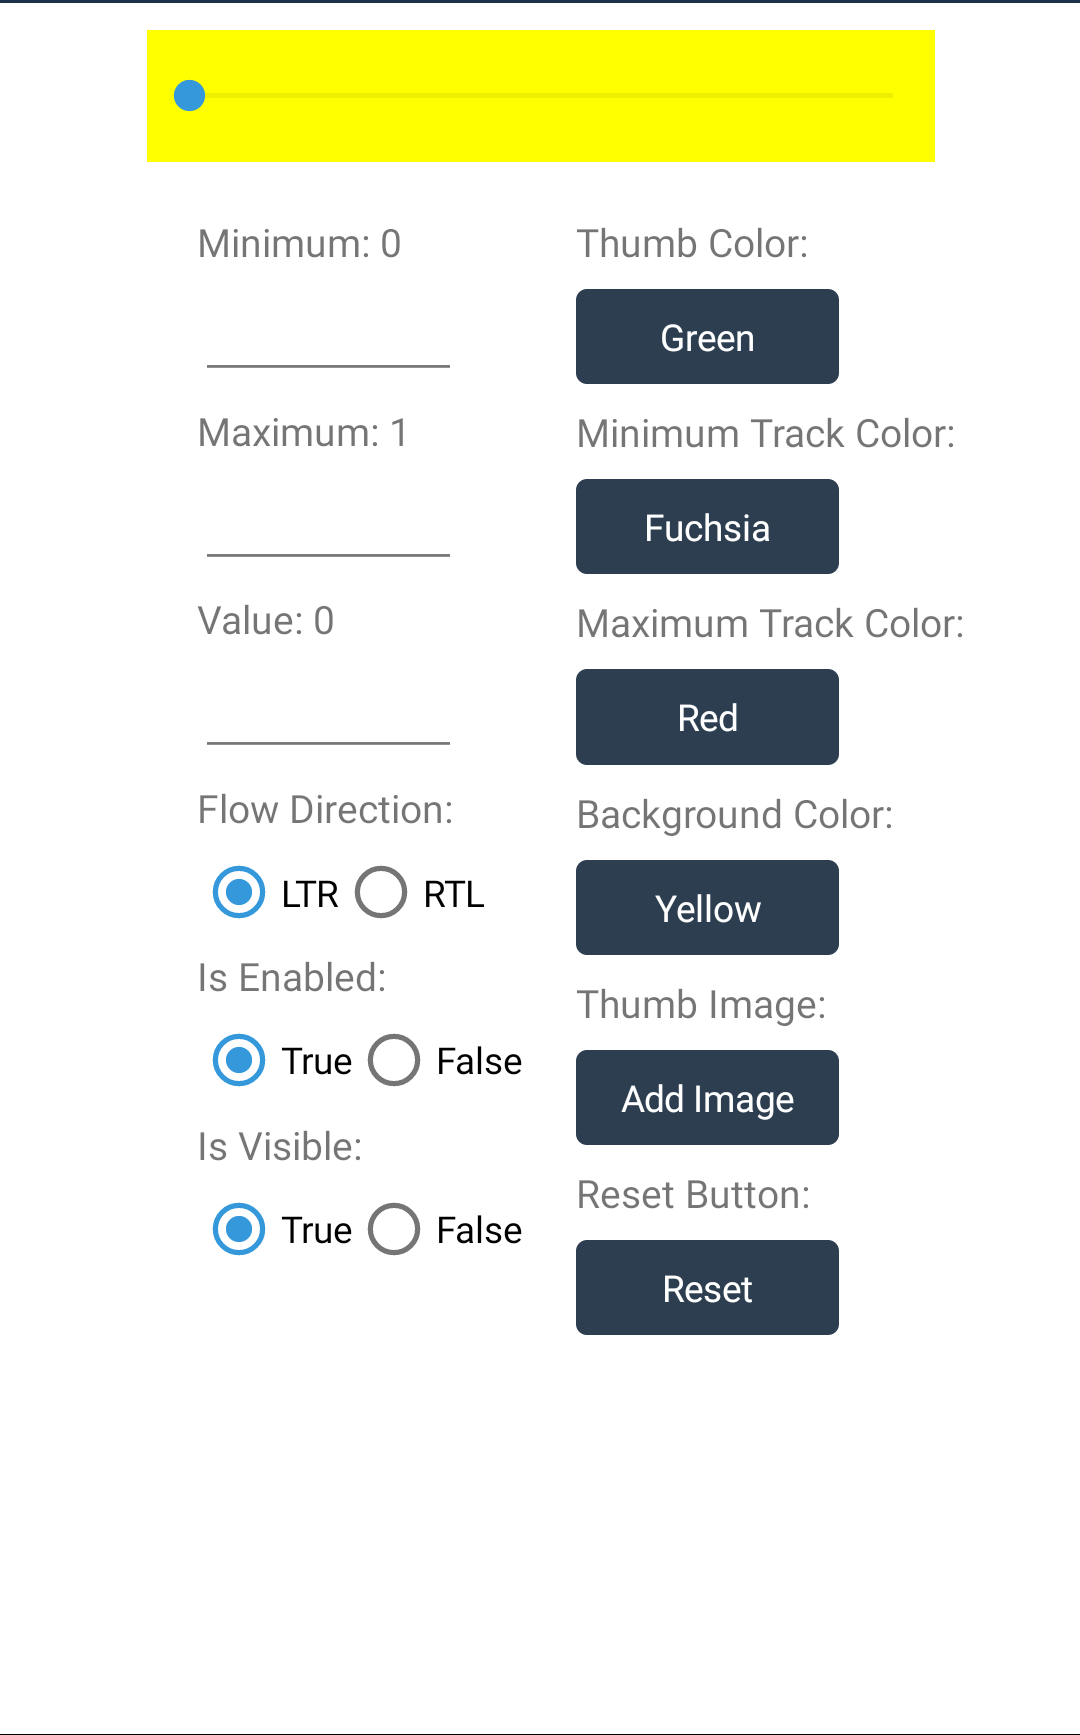 Minimum: 0
Maximum: 1
Value: 0
Flow Direction:
LTR RTL
Is Enabled:
True False
Is Visible:
True False
Thumb Color:
Green
Minimum Track Color:
Fuchsia
Maximum Track Color:
Red
Background Color:
Yellow
Thumb Image:
Add Image
Reset Button:
Reset